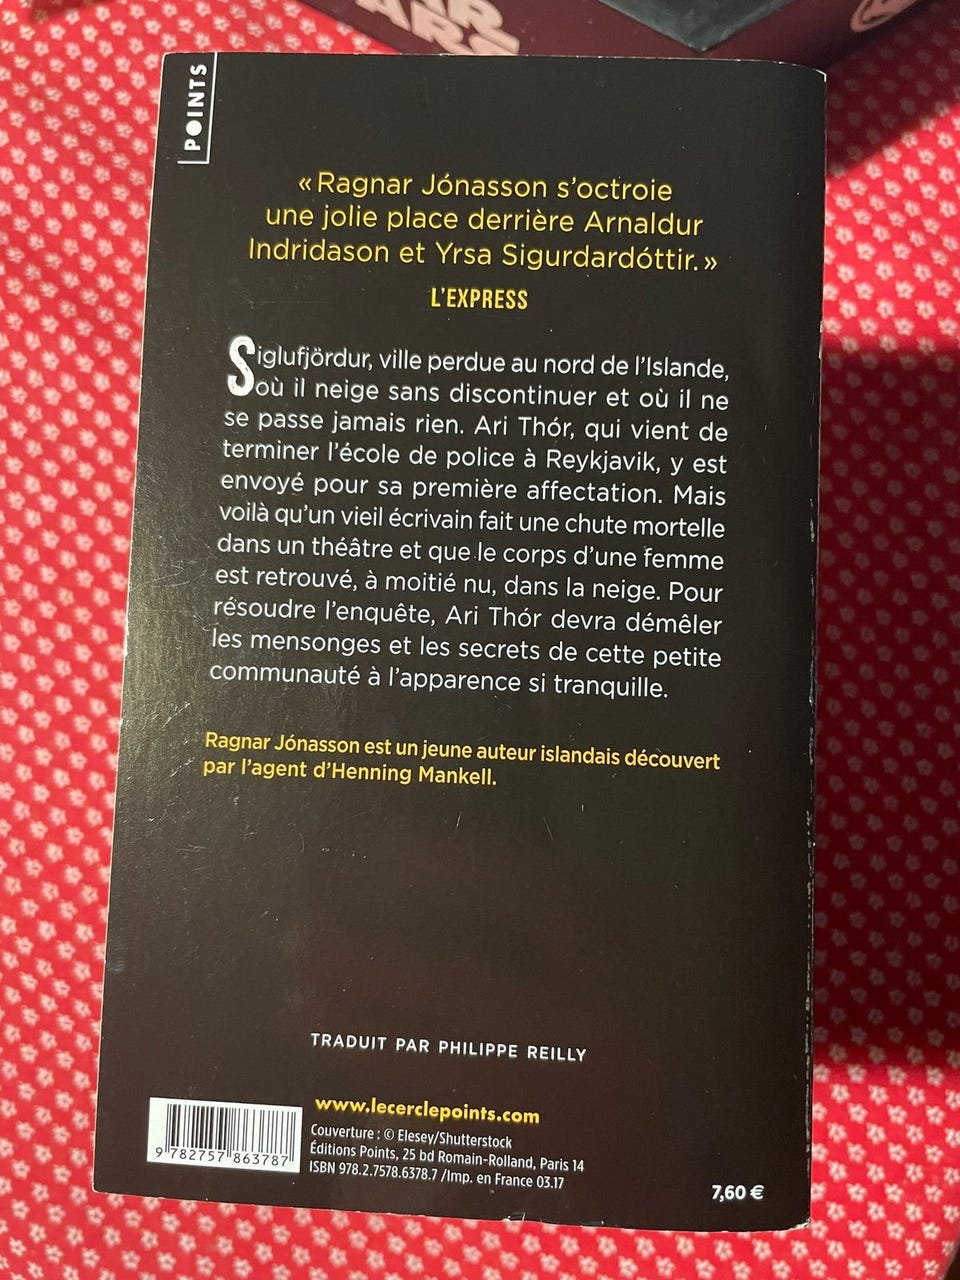 AR
ARS
POINTS
« Ragnar Jónasson s'octroie
une jolie place derrière Arnaldur
Indridason et Yrsa Sigurdardóttir. »
L'EXPRESS
Siglufjördur, ville perdue au nord de l'Islande,
où il neige sans discontinuer et où il ne
se passe jamais rien. Ari Thór, qui vient de
terminer l'école de police à Reykjavik, y est
envoyé pour sa première affectation. Mais
voilà qu'un vieil écrivain fait une chute mortelle
dans un théâtre et que le corps d'une femme
est retrouvé, à moitié nu, dans la neige. Pour
résoudre l'enquête, Ari Thór devra démêler
les mensonges et les secrets de cette petite
communauté à l'apparence si tranquille.
Ragnar Jónasson est un jeune auteur islandais découvert
par l'agent d'Henning Mankell.
TRADUIT PAR PHILIPPE REILLY
www.lecerclepoints.com
Couverture : © Elesey/Shutterstock
Éditions Points, 25 bd Romain-Rolland, Paris 14
ISBN 978.2.7578.6378.7 /Imp. en France 03.17
9 782757 863787
7,60 €